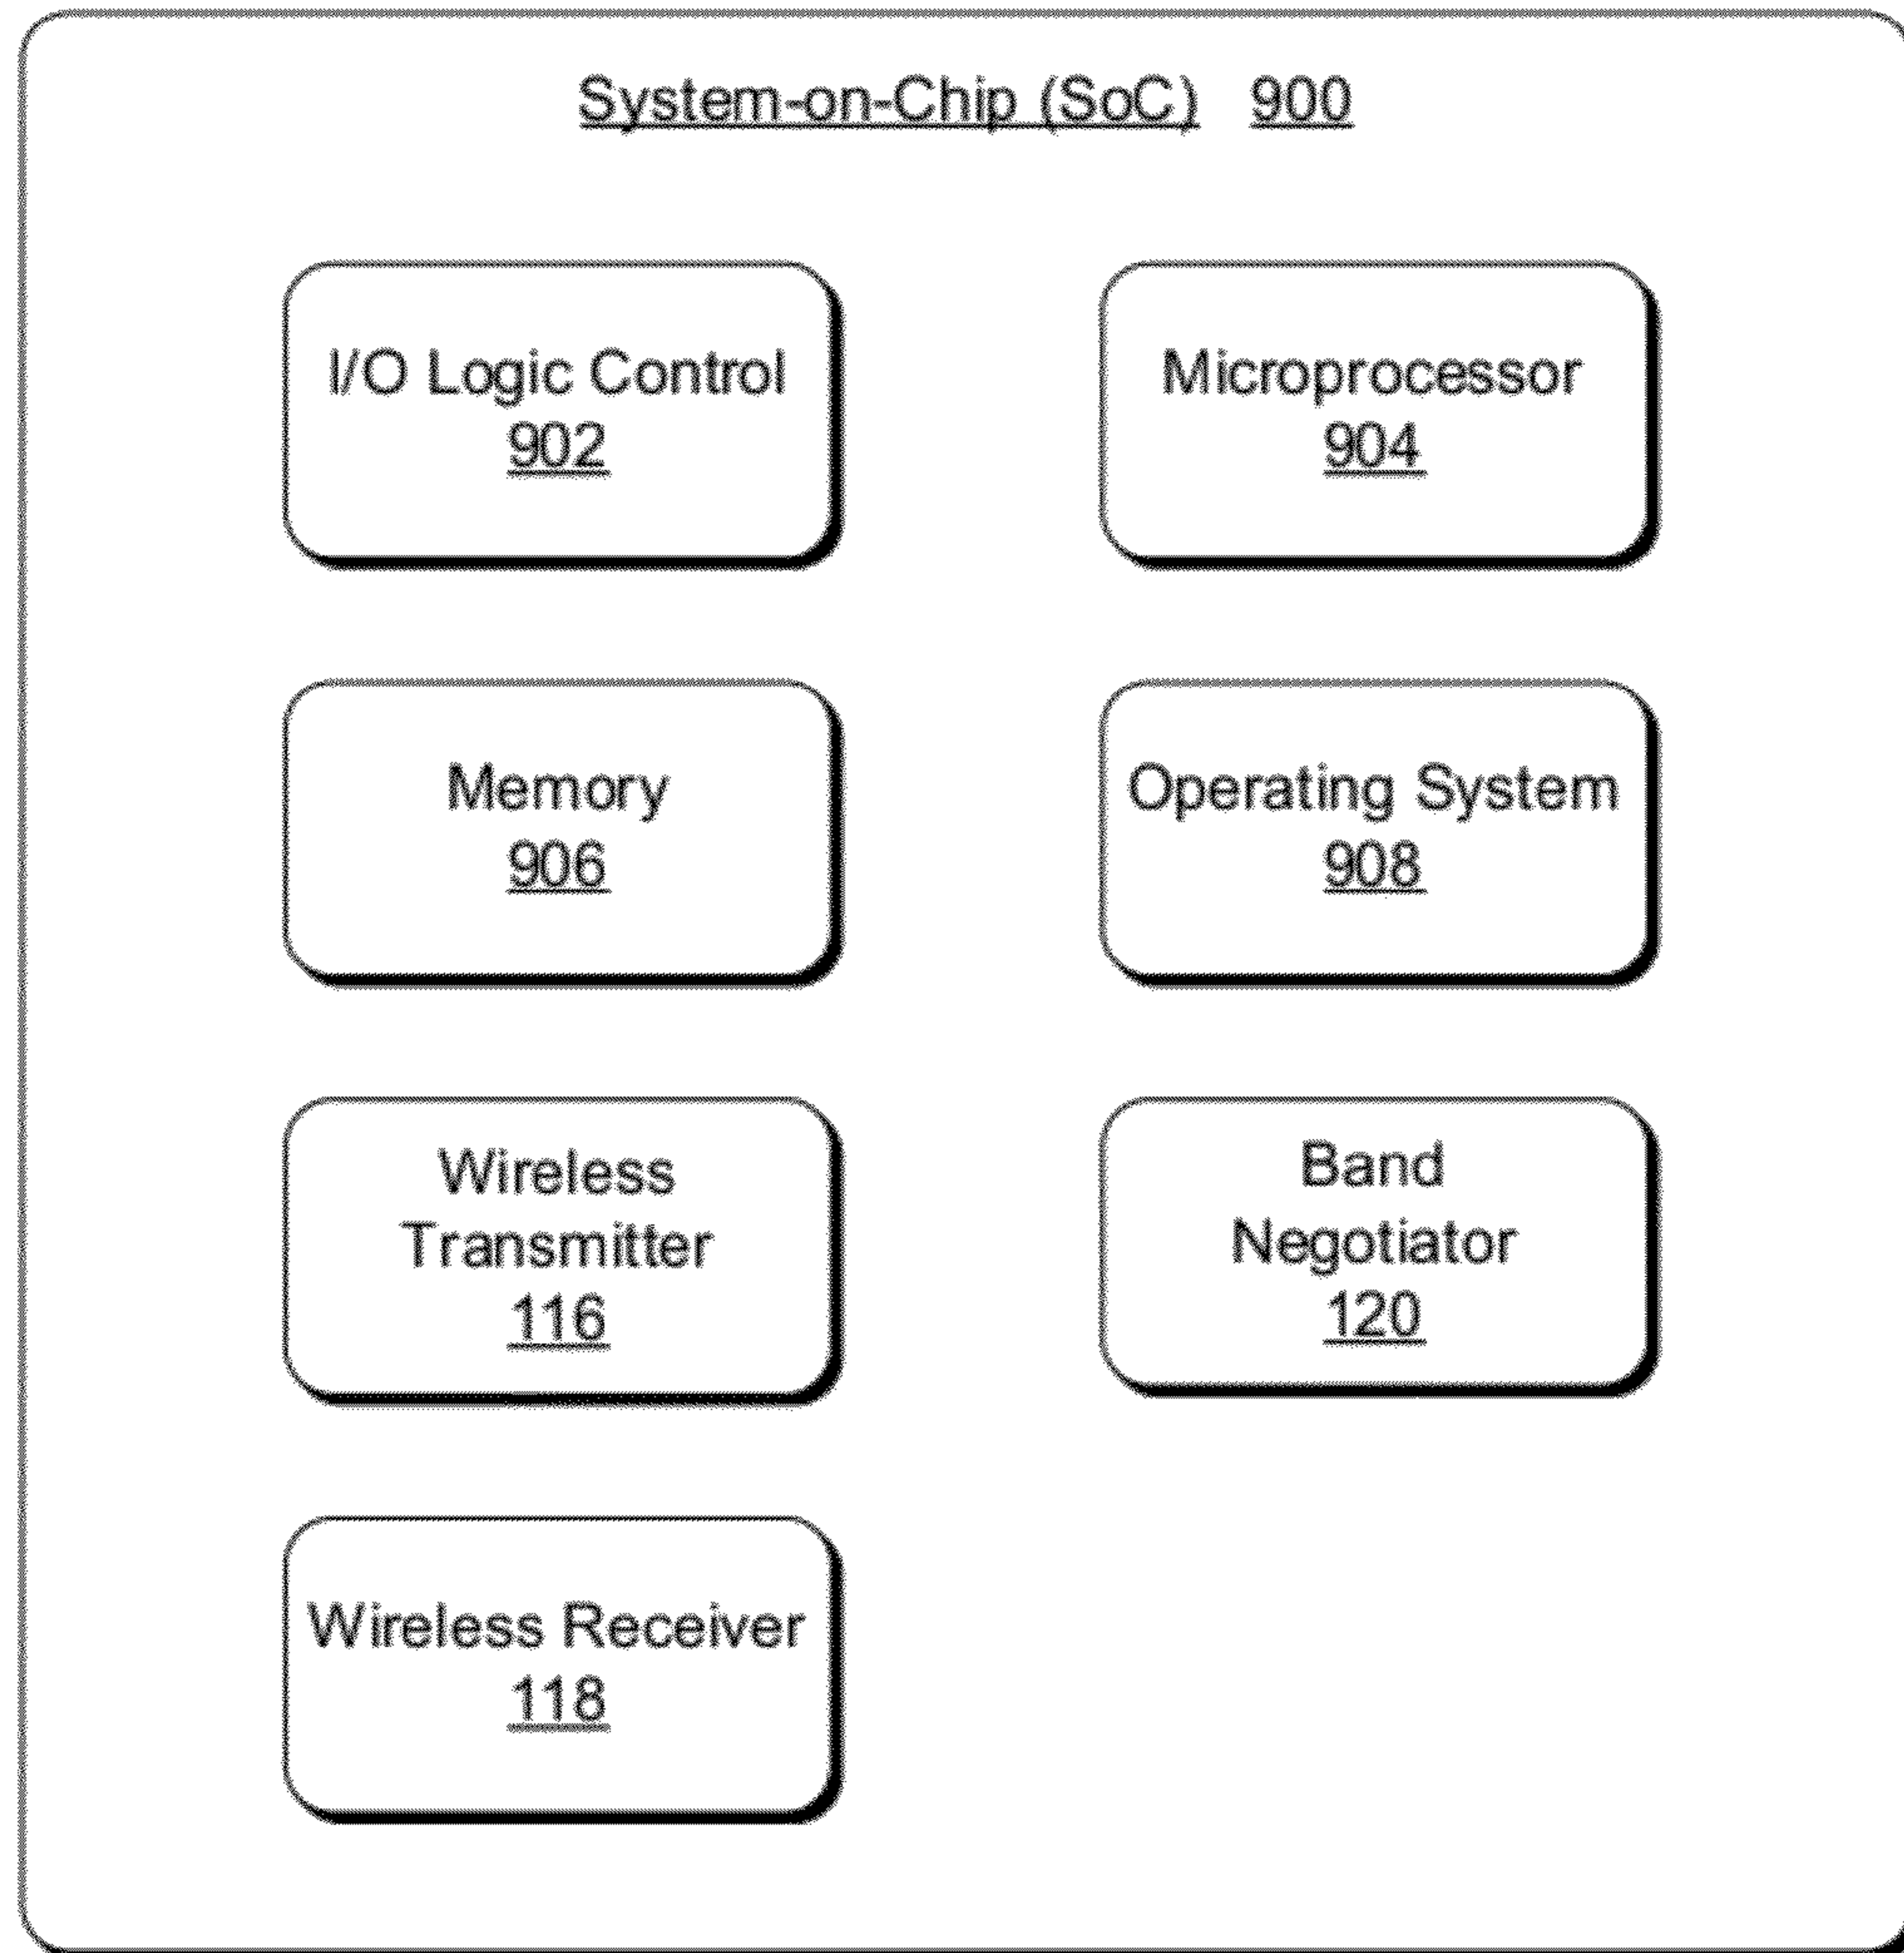 System-on-Chip (SoC) 900
I/O Logic Control
902
Microprocessor
904
Memory
906
Operating System
908
Wireless
Transmitter
116
Band
Negotiator
120
Wireless Receiver
118